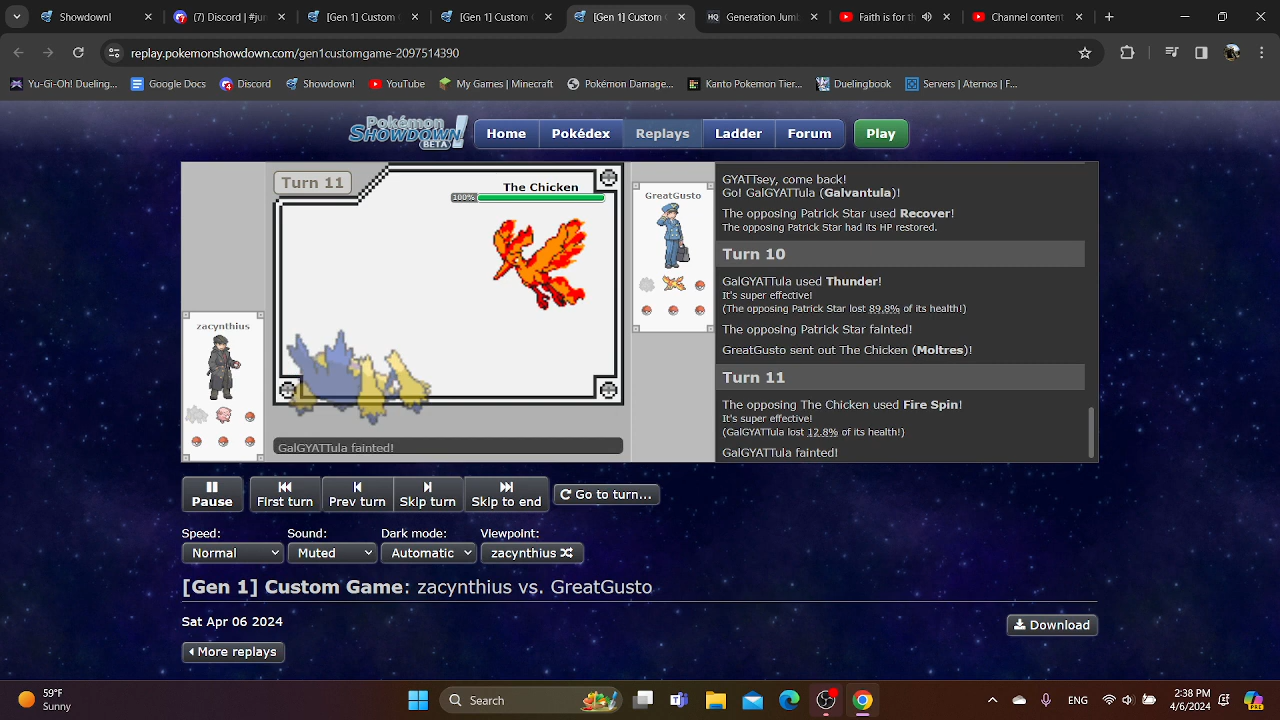 Showdown!
(7) Discord | #jur
[Gen 1] Custom G
[Gen 1] Custom G
[Gen 1] Custom G
HQ Generation Jumb
Faith is for th
Channel content
replay.pokemonshowdown.com/gen1customgame-2097514390
Yu-Gi-Oh! Dueling...
Google Docs
Discord
Showdown!
YouTube
My Games | Minecraft
Pokémon Damage...
Kanto Pokemon Tier...
Duelingbook
Servers | Aternos | F...
Pokémon
SHOWDOWN!
BETA
Home
Pokédex
Replays
Ladder
Forum
Play
Turn 11
The Chicken
100%
zacynthius
GreatGusto
GalGYATTula fainted!
GYATTsey, come back!
Go! GalGYATTula (Galvantula)!
The opposing Patrick Star used Recover!
The opposing Patrick Star had its HP restored.
Turn 10
GalGYATTula used Thunder!
It's super effective!
(The opposing Patrick Star lost 89.8% of its health!)
The opposing Patrick Star fainted!
GreatGusto sent out The Chicken (Moltres)!
Turn 11
The opposing The Chicken used Fire Spin!
It's super effective!
(GalGYATTula lost 12.8% of its health!)
GalGYATTula fainted!
Pause
First turn
Prev turn
Skip turn
Skip to end
Go to turn...
Speed:
Sound:
Dark mode:
Viewpoint:
Normal
Muted
Automatic
zacynthius
[Gen 1] Custom Game: zacynthius vs. GreatGusto
Sat Apr 06 2024
Download
More replays
59°F
Sunny
Search
ENG
2:38 PM
4/6/2024
PRE